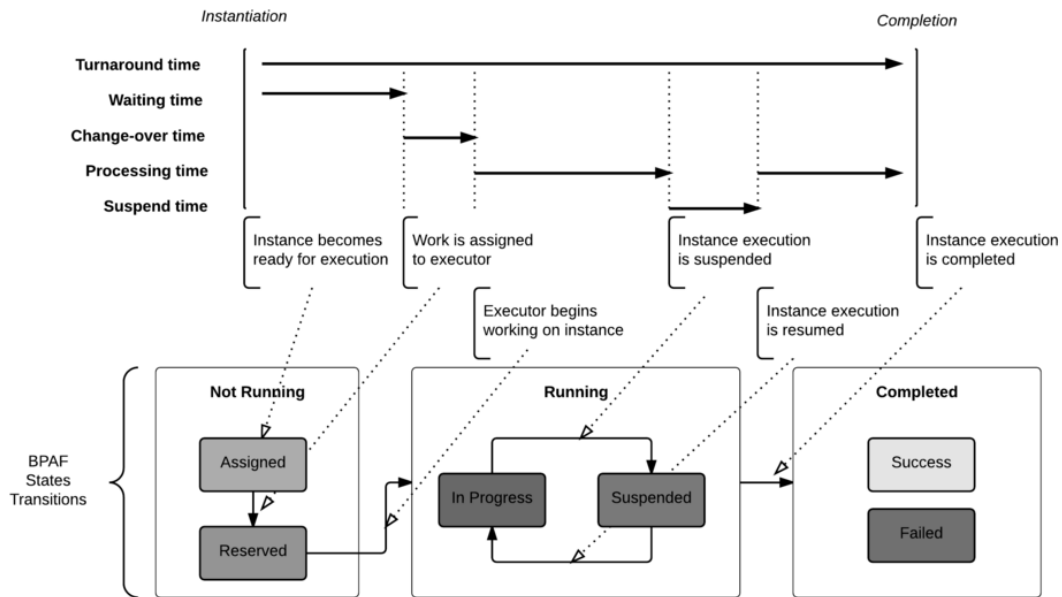 Instantiation
Completion
Turnaround time
Waiting time
Change-over time
Processing time
Suspend time
Instance becomes
ready for execution
Work is assigned
to executor
Instance execution
is suspended
Instance execution
is completed
Executor begins
working on instance
Instance execution
is resumed
BPAF
States
Transitions
Not Running
Assigned
Reserved
Running
In Progress
Suspended
Completed
Success
Failed